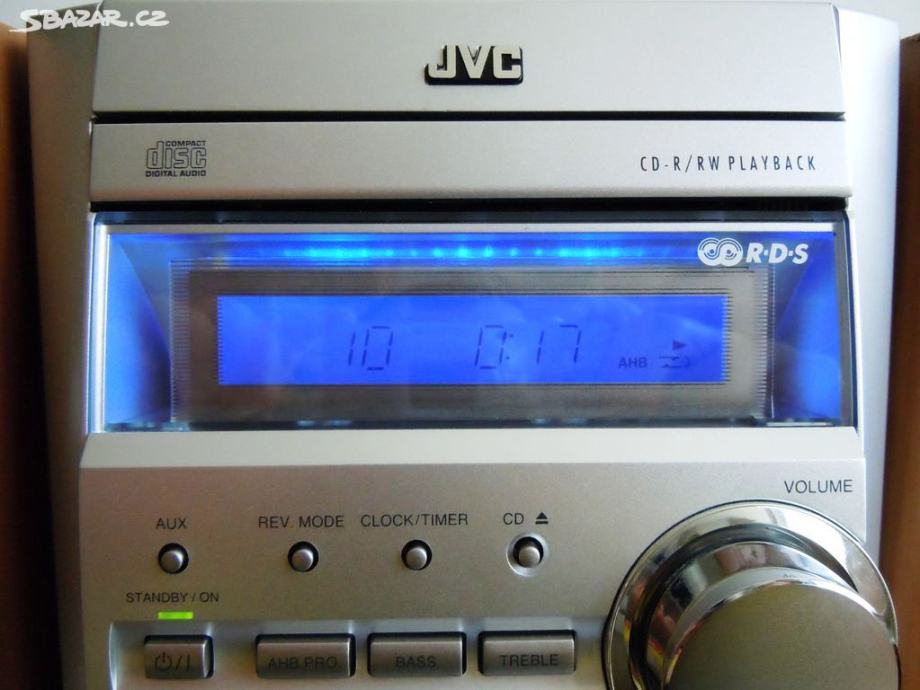 SBAZAR.CZ
JVC
COMPACT
disc
DIGITAL AUDIO
CD-R/RW PLAYBACK
R·D·S
10 0:17
AHB
VOLUME
AUX
REV. MODE
CLOCK/TIMER
CD
STANDBY/ON
AHB PRO
BASS
TREBLE